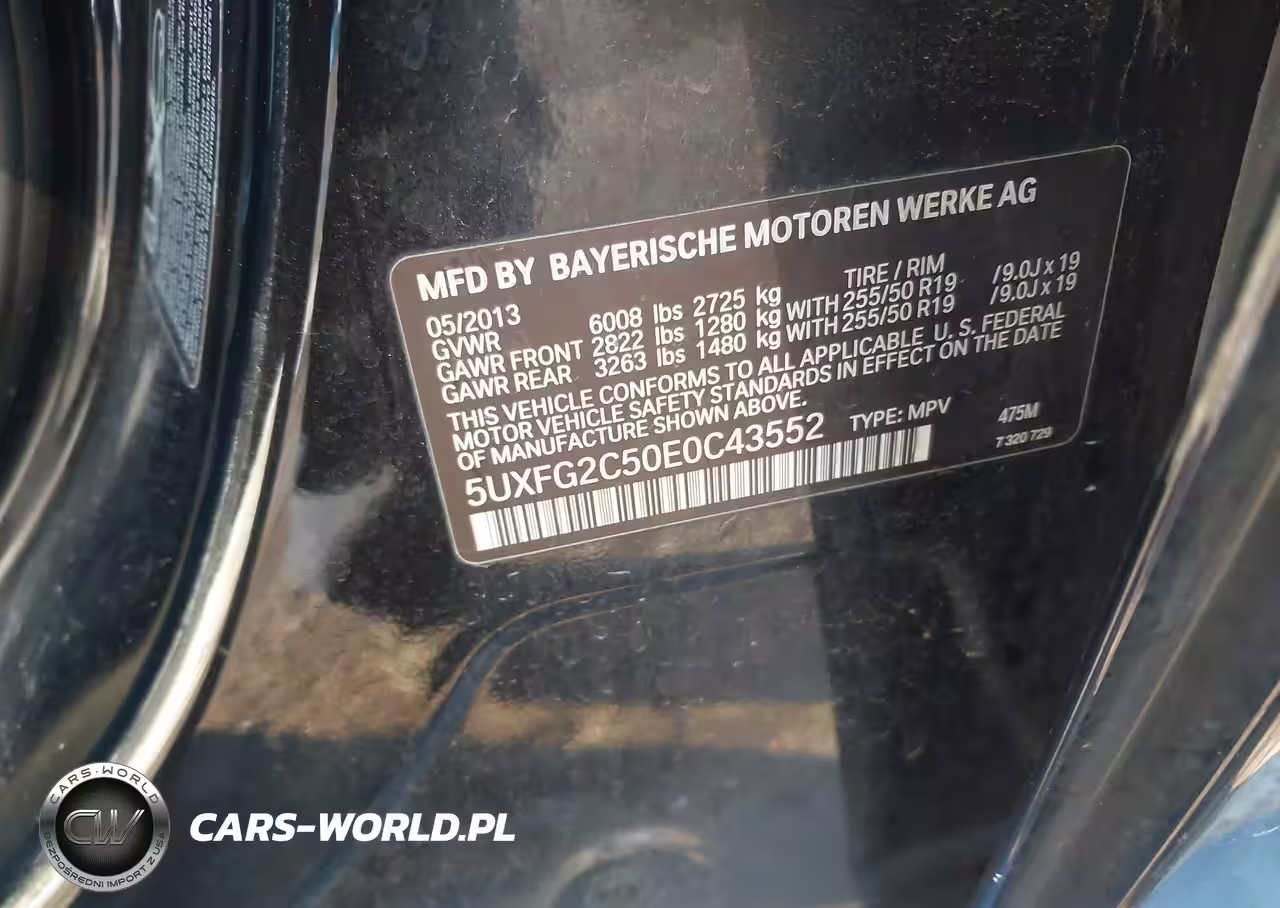 MFD BY BAYERISCHE MOTOREN WERKE AG
05/2013 TIRE / RIM
GVWR 6008 lbs 2725 kg
GAWR FRONT 2822 lbs 1280 kg WITH 255/50 R19 /9.0J x 19
GAWR REAR 3263 lbs 1480 kg WITH 255/50 R19 /9.0J x 19
THIS VEHICLE CONFORMS TO ALL APPLICABLE U. S. FEDERAL
MOTOR VEHICLE SAFETY STANDARDS IN EFFECT ON THE DATE
OF MANUFACTURE SHOWN ABOVE.
5UXFG2C50E0C43552 TYPE: MPV 475M
7 320 729
CARS-WORLD
CW
BEZPOŚREDNI IMPORT Z USA
CARS-WORLD.PL